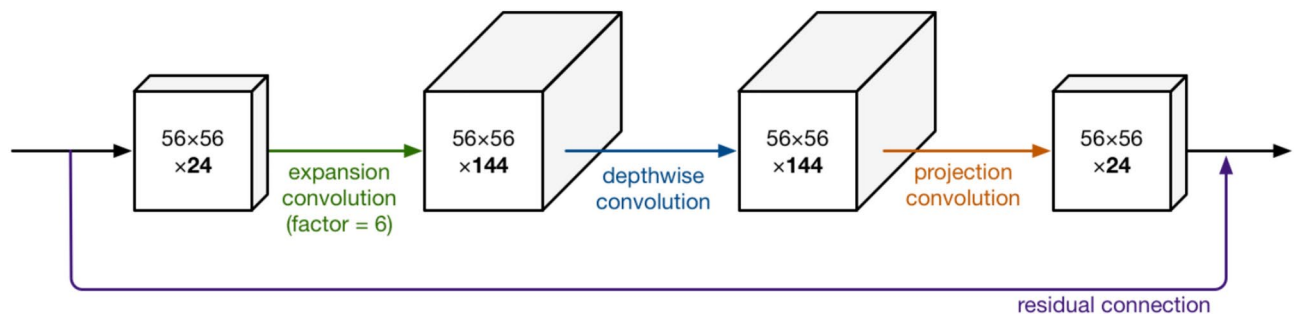 56×56
×24
expansion
convolution
(factor = 6)
56×56
×144
depthwise
convolution
56×56
×144
projection
convolution
56×56
×24
residual connection